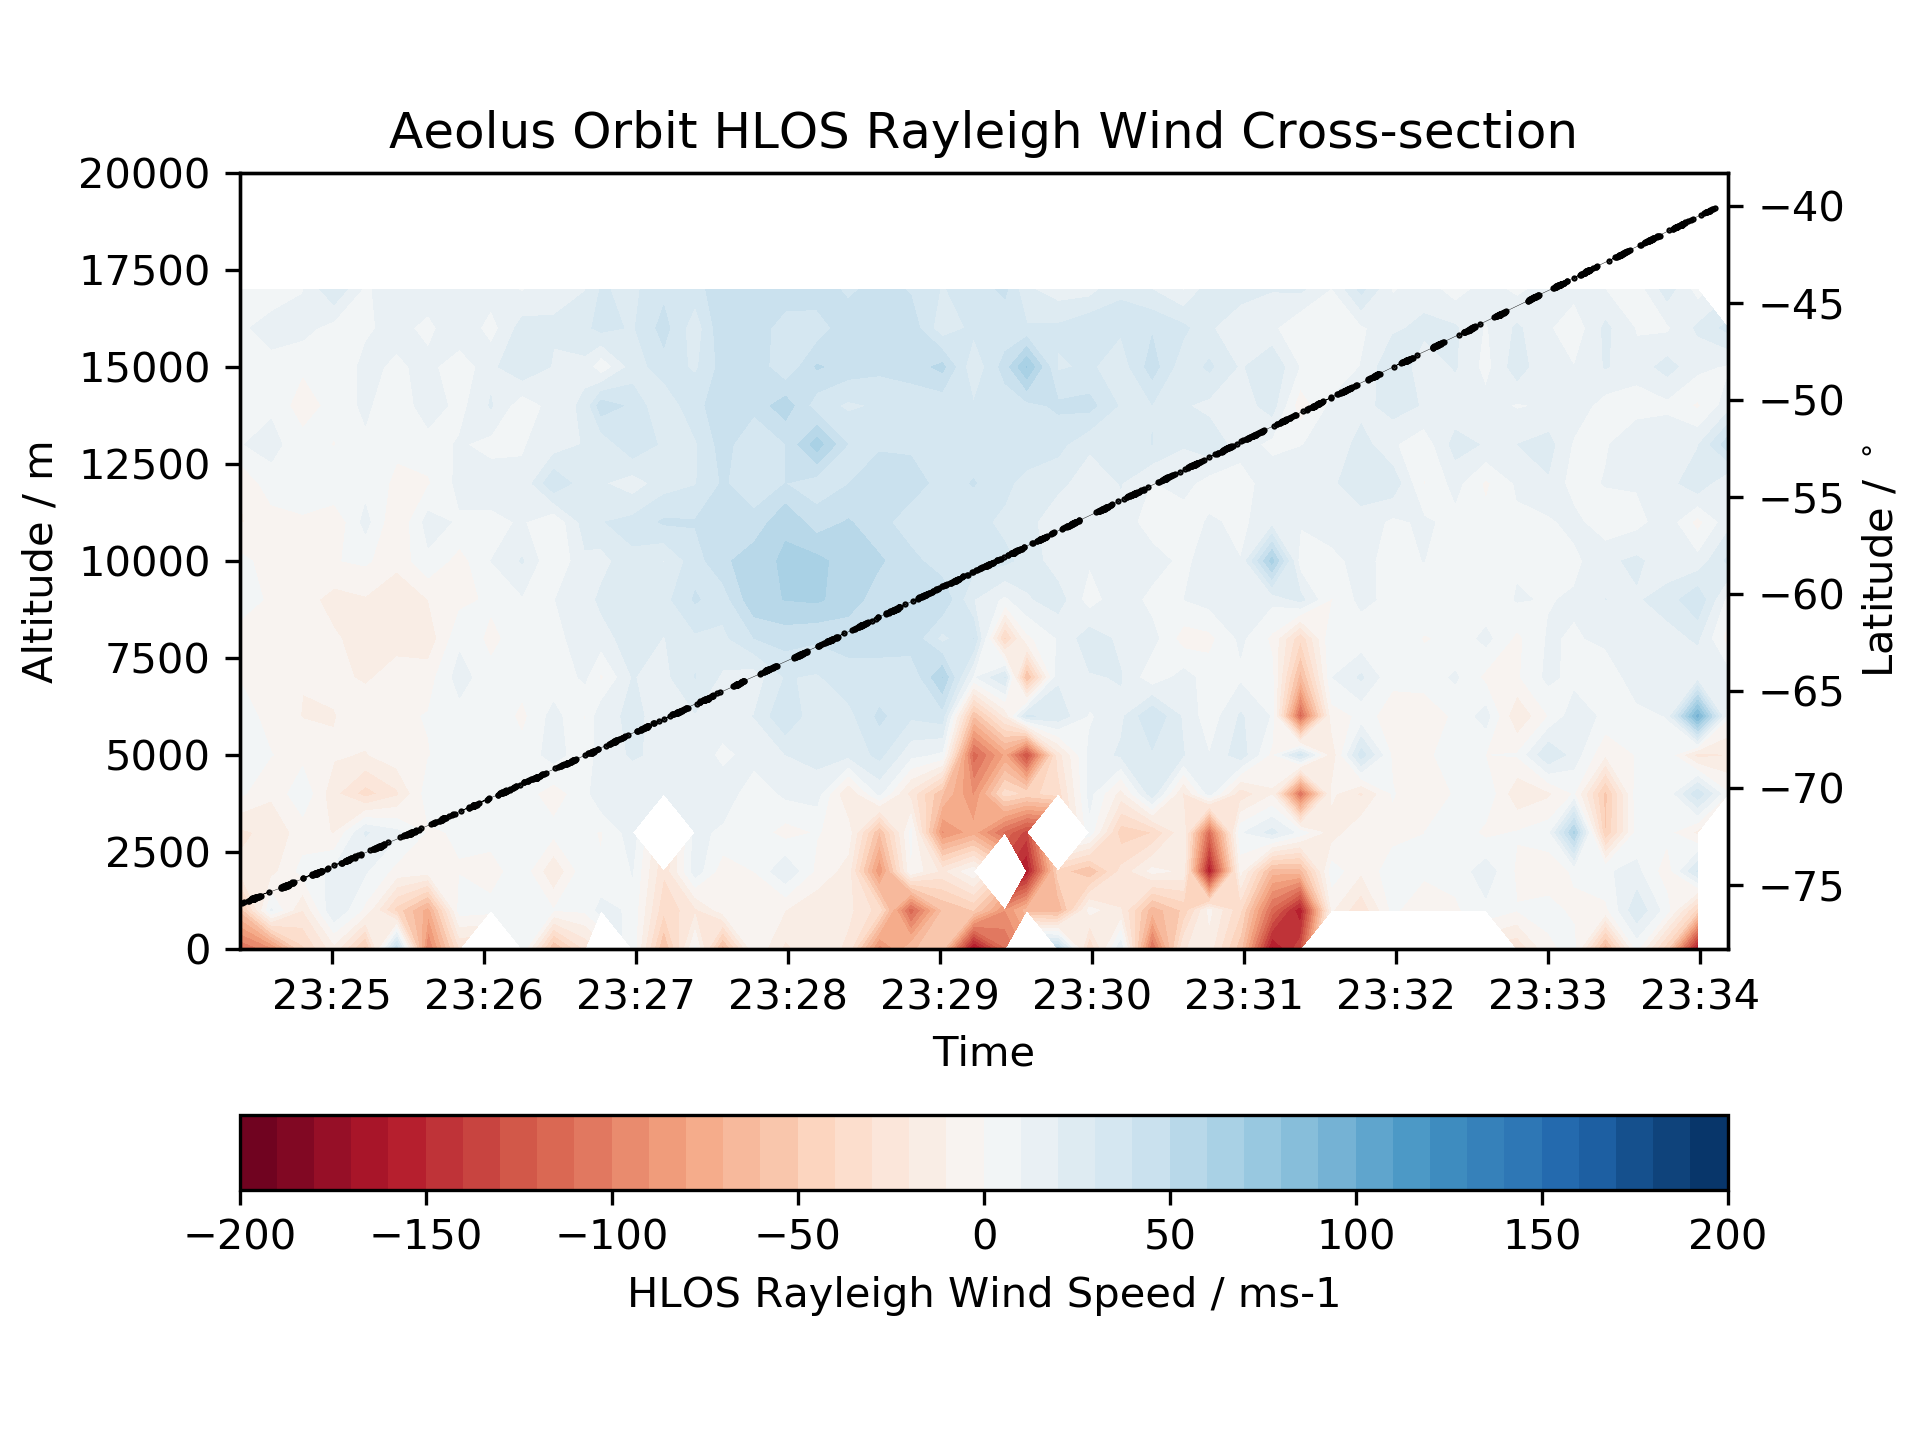 Aeolus Orbit HLOS Rayleigh Wind Cross-section
20000
17500
15000
12500
10000
7500
5000
2500
0
Altitude / m
−40
−45
−50
−55
−60
−65
−70
−75
Latitude / °
23:25 23:26 23:27 23:28 23:29 23:30 23:31 23:32 23:33 23:34
Time
−200 −150 −100 −50 0 50 100 150 200
HLOS Rayleigh Wind Speed / ms-1